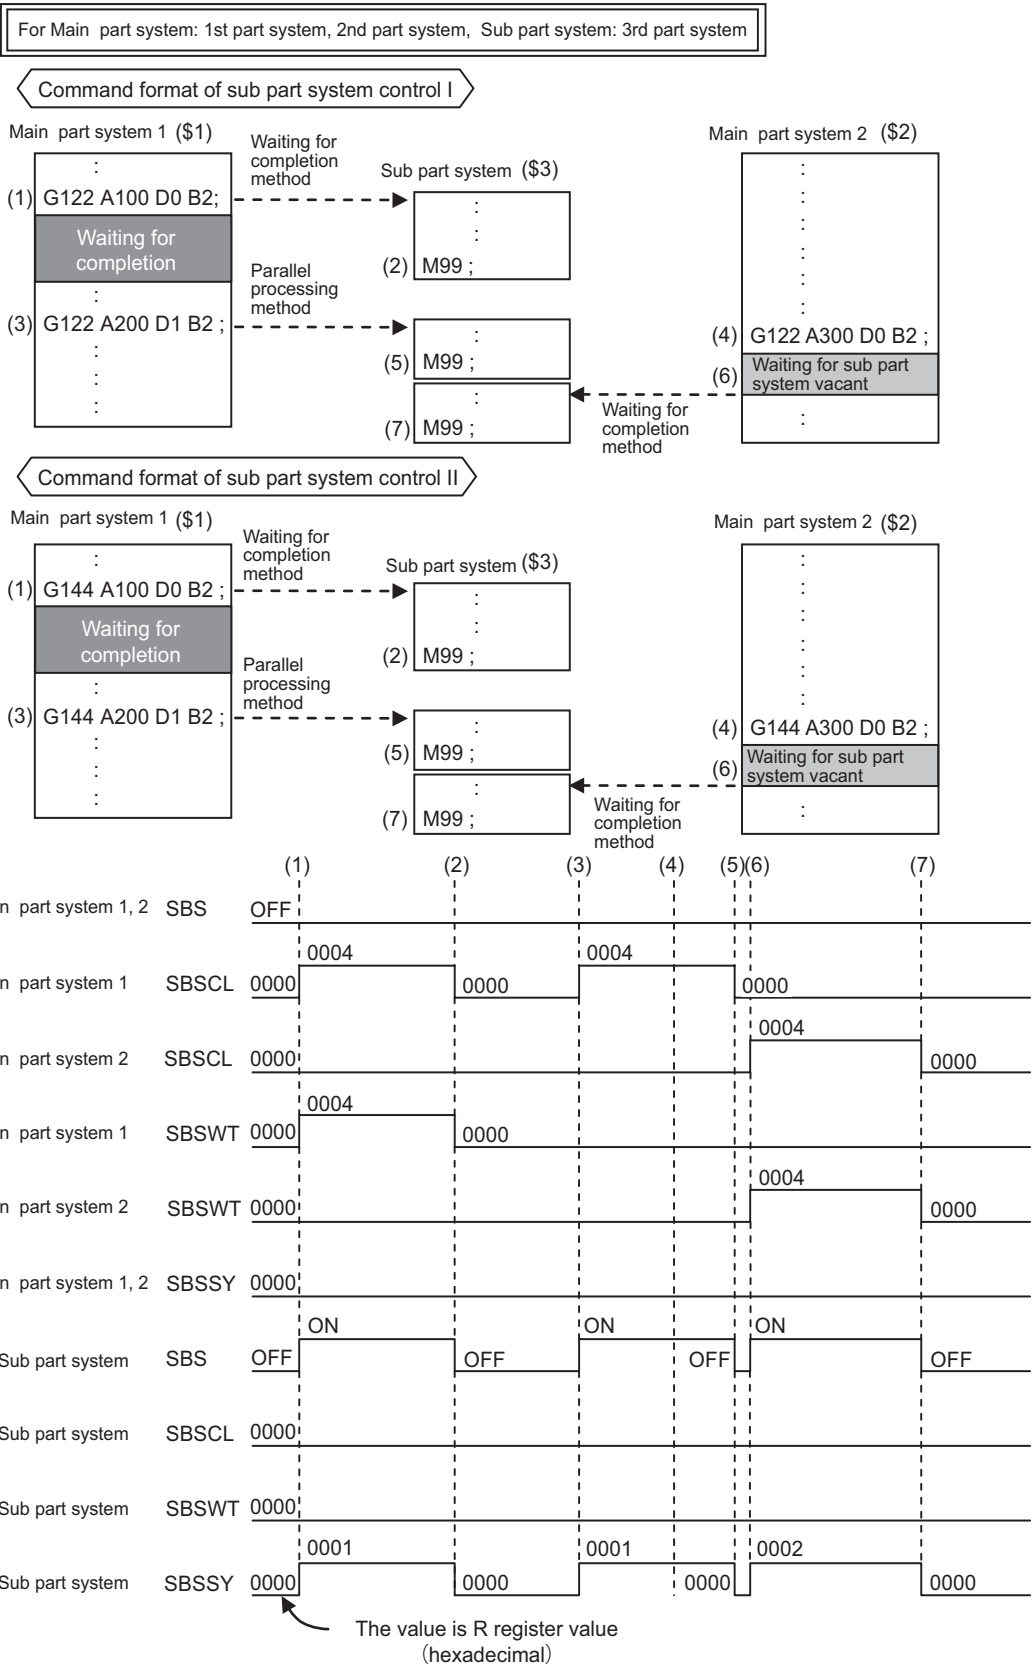 For Main part system: 1st part system, 2nd part system, Sub part system: 3rd part system
Command format of sub part system control I
Main part system 1 ($1)
Waiting for
completion
method
Sub part system ($3)
Main part system 2 ($2)
:
(1) G122 A100 D0 B2;
Waiting for
completion
:
:
(2) M99 ;
Parallel
processing
method
:
(3) G122 A200 D1 B2 ;
:
:
:
:
(5) M99 ;
:
(7) M99 ;
:
:
:
:
:
:
(4) G122 A300 D0 B2 ;
(6) Waiting for sub part
system vacant
:
Waiting for
completion
method
Command format of sub part system control II
Main part system 1 ($1)
Waiting for
completion
method
Sub part system ($3)
Main part system 2 ($2)
:
(1) G144 A100 D0 B2 ;
Waiting for
completion
:
:
(2) M99 ;
Parallel
processing
method
:
(3) G144 A200 D1 B2 ;
:
:
:
:
(5) M99 ;
:
(7) M99 ;
:
:
:
:
:
:
(4) G144 A300 D0 B2 ;
(6) Waiting for sub part
system vacant
:
Waiting for
completion
method
(1) (2) (3) (4) (5)(6) (7)
n part system 1, 2 SBS OFF
n part system 1 SBSCL 0000 0004 0000 0004 0000
n part system 2 SBSCL 0000 0004 0000
n part system 1 SBSWT 0000 0004 0000
n part system 2 SBSWT 0000 0004 0000
n part system 1, 2 SBSSY 0000
Sub part system SBS OFF ON OFF ON OFF ON OFF
Sub part system SBSCL 0000
Sub part system SBSWT 0000
Sub part system SBSSY 0000 0001 0000 0001 0000 0002 0000
The value is R register value
(hexadecimal)